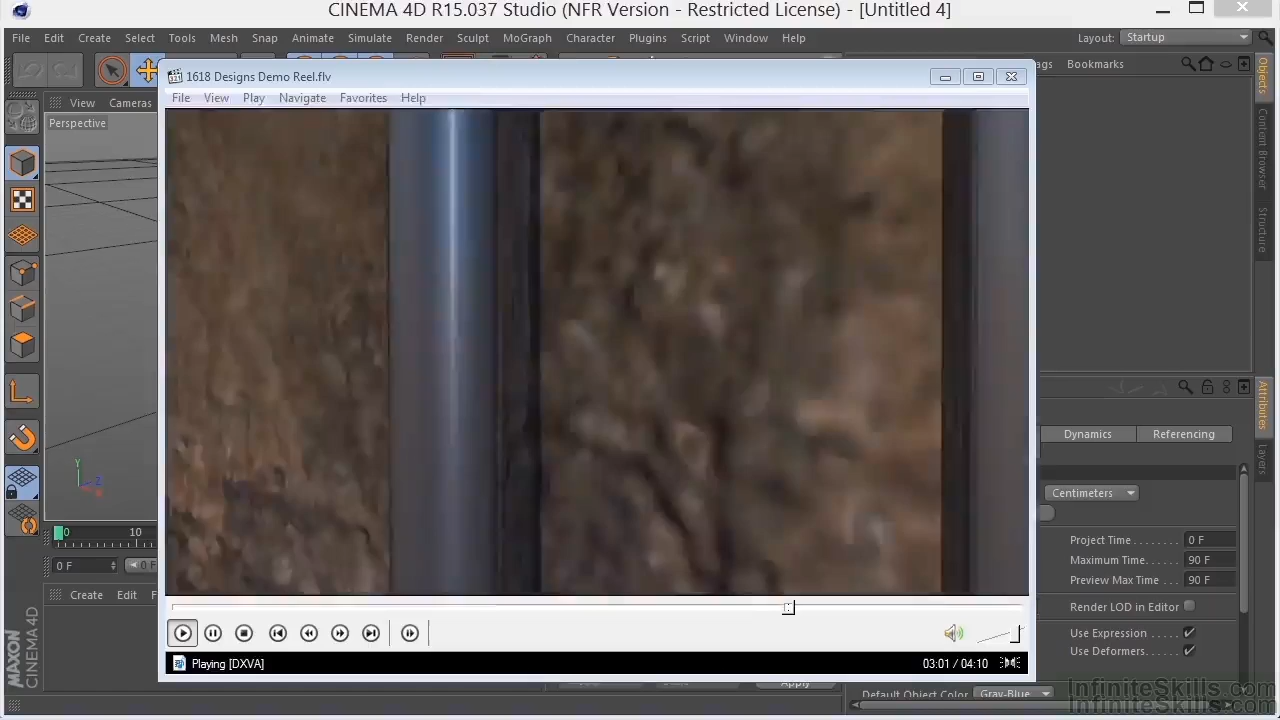 CINEMA 4D R15.037 Studio (NFR Version - Restricted License) - [Untitled 4]
File Edit Create Select Tools Mesh Snap Animate Simulate Render Sculpt MoGraph Character Plugins Script Window Help Layout: Startup
1618 Designs Demo Reel.flv
ags Bookmarks
File View Play Navigate Favorites Help
View Cameras
Perspective
Objects
Content Browser
Structure
Attributes
Layers
Dynamics Referencing
Centimeters
Y
Z
0 10
Project Time 0 F
0 F 0 F
Maximum Time. 90 F
Preview Max Time 90 F
Create Edit
Render LOD in Editor
Use Expression
Use Deformers.
Playing [DXVA] 03:01 / 04:10
MAXON
CINEMA 4D
Apply
Default Object Color Gray-Blue
InfiniteSkills.com
InfiniteSkills.com